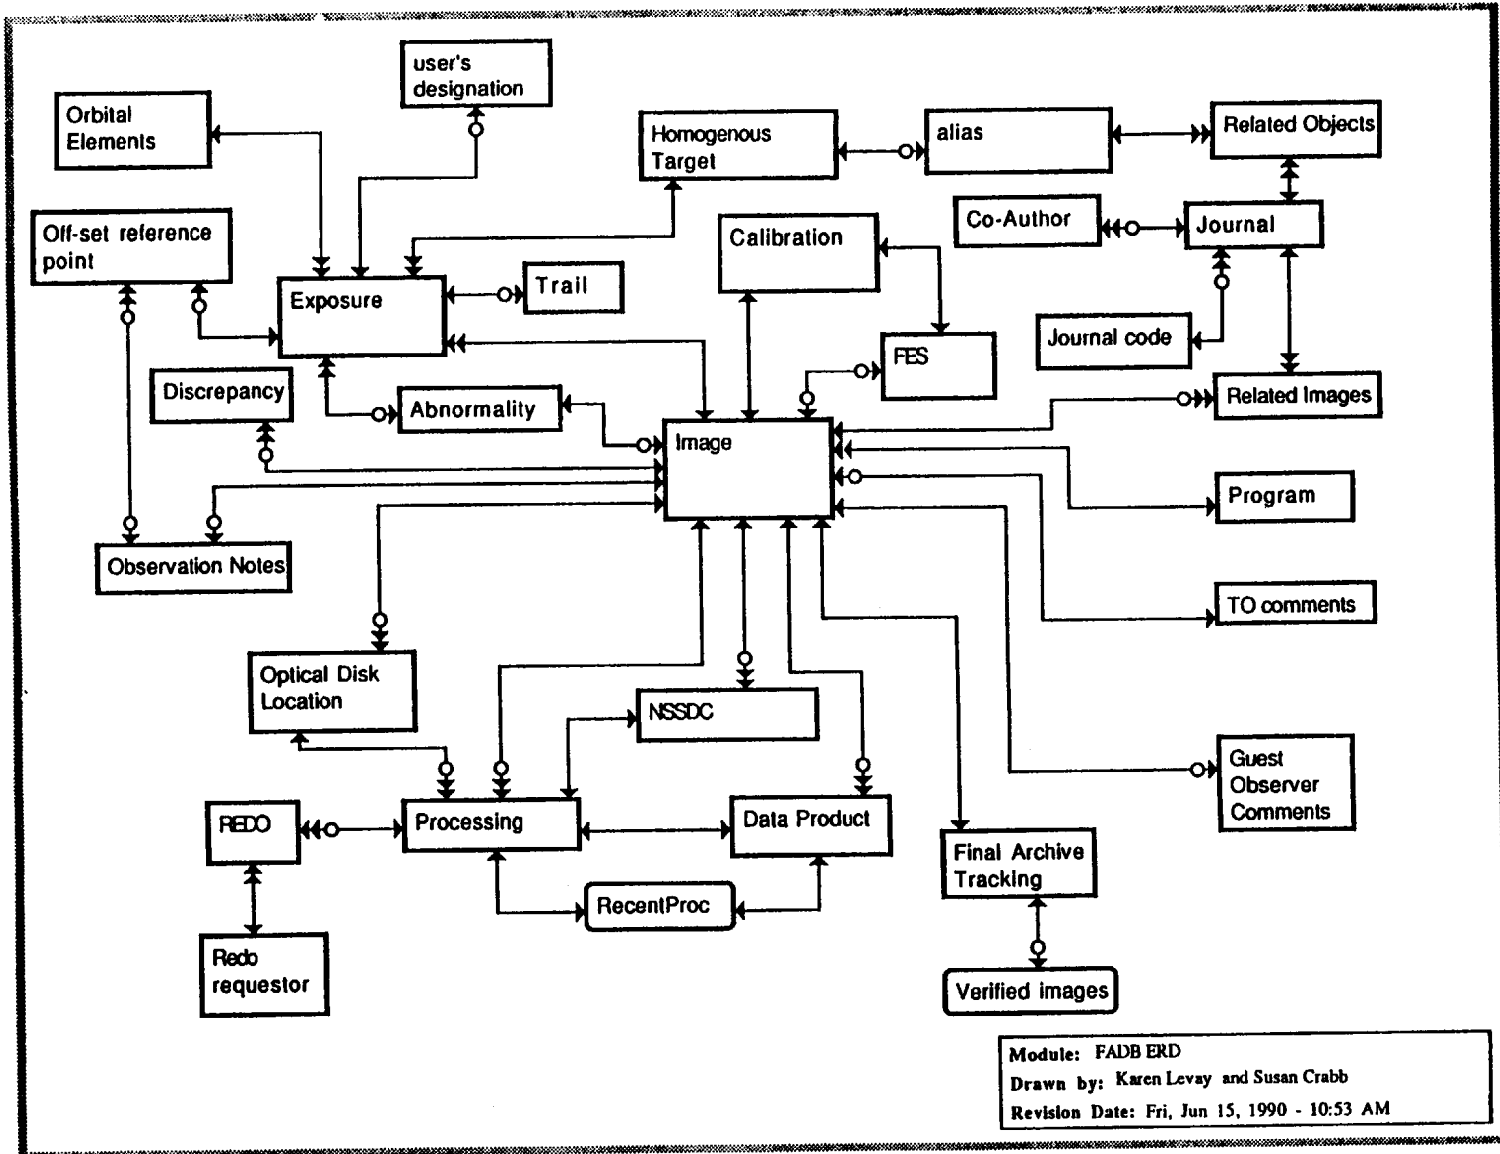 user's
designation
Orbital
Elements
Homogenous
Target
alias
Related Objects
Off-set reference
point
Calibration
Co-Author
Journal
Exposure
Trail
Journal code
FES
Discrepancy
Abnormality
Related Images
Image
Program
Observation Notes
TO comments
Optical Disk
Location
NSSDC
Guest
Observer
Comments
REDO
Processing
Data Product
Final Archive
Tracking
RecentProc
Redo
requestor
Verified images
Module: FADB ERD
Drawn by: Karen Levay and Susan Crabb
Revision Date: Fri, Jun 15, 1990 - 10:53 AM